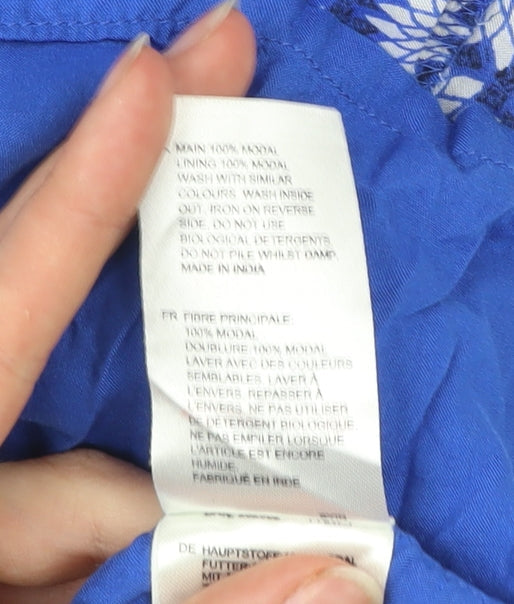 MAIN 100% MODAL
LINING 100% MODAL
WASH WITH SIMILAR
COLOURS. WASH INSIDE
OUT. IRON ON REVERSE
SIDE. DO NOT USE
BIOLOGICAL DETERGENTS
DO NOT PILE WHILST DAMP.
MADE IN INDIA
FR FIBRE PRINCIPALE:
100% MODAL
DOUBLURE 100% MODAL
LAVER AVEC DES COULEURS
SEMBLABLES. LAVER À
L'ENVERS. REPASSER À
L'ENVERS. NE PAS UTILISER
DE DETERGENT BIOLOGIQUE.
NE PAS EMPILER LORSQUE
L'ARTICLE EST ENCORE
HUMIDE.
FABRIQUÉ EN INDE
DE HAUPTSTOFF
FUTTER
MIT